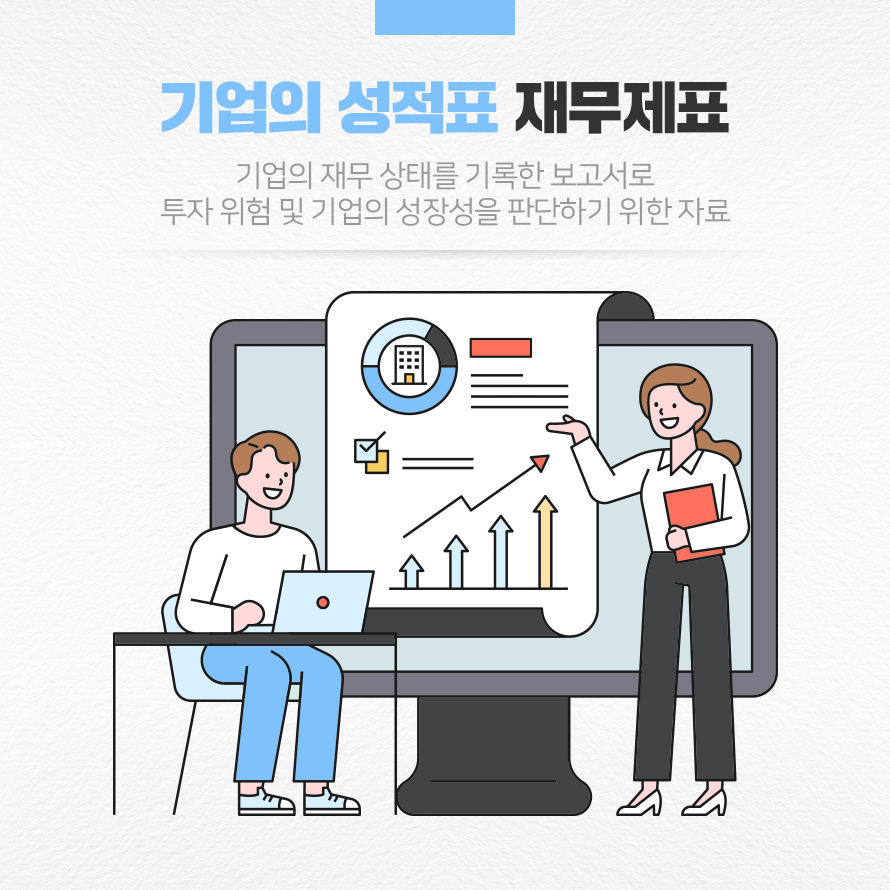 기업의 성적표 재무제표
기업의 재무 상태를 기록한 보고서로
투자 위험 및 기업의 성장성을 판단하기 위한 자료